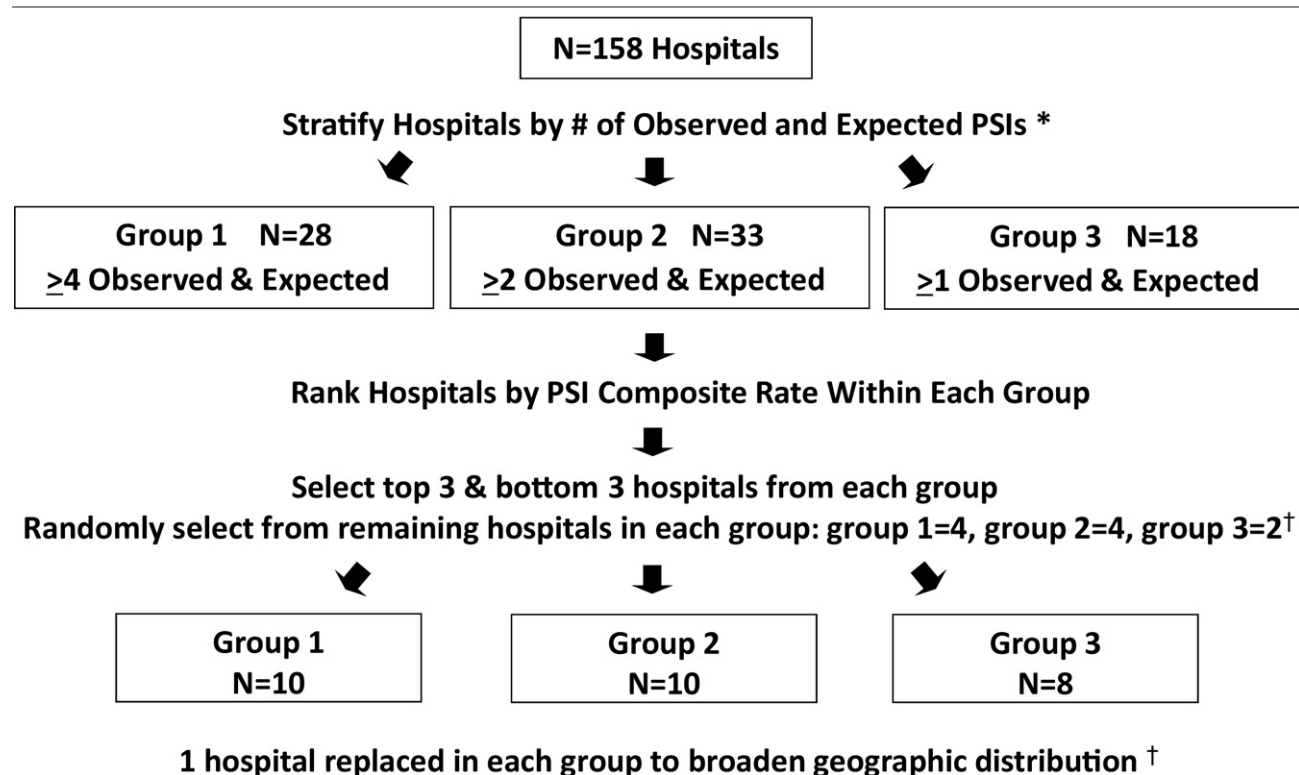 N=158 Hospitals
Stratify Hospitals by # of Observed and Expected PSIs *
Group 1 N=28
≥4 Observed & Expected
Group 2 N=33
≥2 Observed & Expected
Group 3 N=18
≥1 Observed & Expected
Rank Hospitals by PSI Composite Rate Within Each Group
Select top 3 & bottom 3 hospitals from each group
Randomly select from remaining hospitals in each group: group 1=4, group 2=4, group 3=2†
Group 1
N=10
Group 2
N=10
Group 3
N=8
1 hospital replaced in each group to broaden geographic distribution †